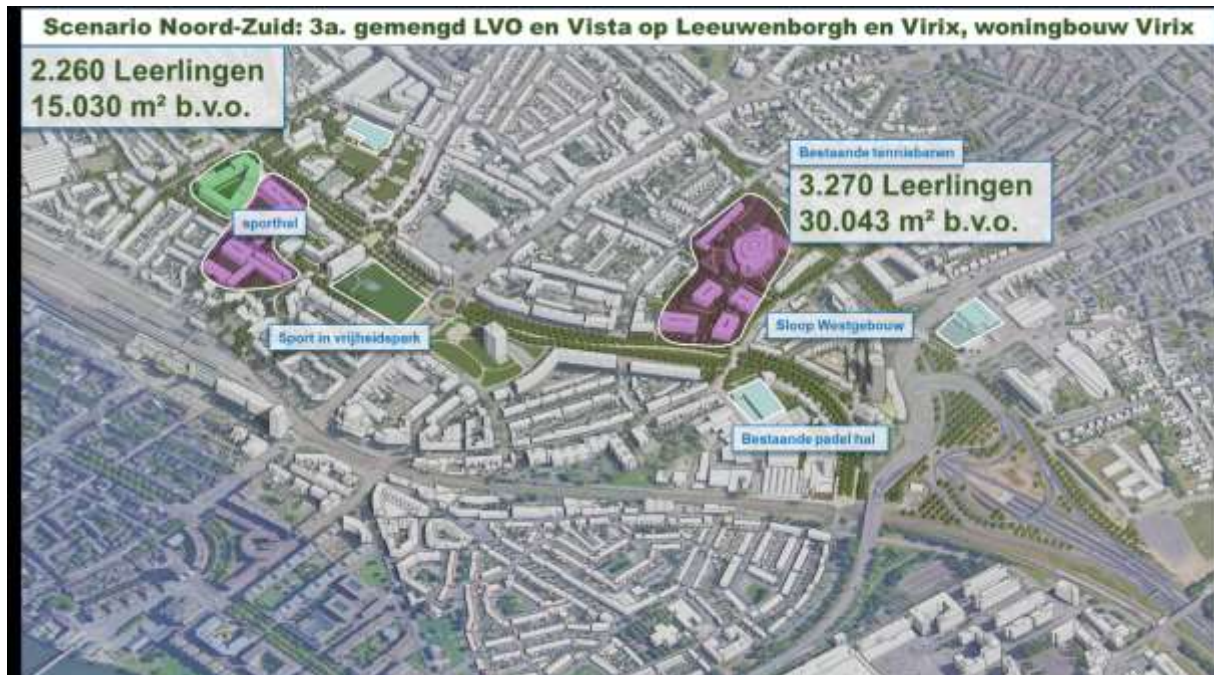 Scenario Noord-Zuid: 3a. gemengd LVO en Vista op Leeuwenborgh en Virix, woningbouw Virix
2.260 Leerlingen
15.030 m² b.v.o.
Bestaande tennisbanen
3.270 Leerlingen
30.043 m² b.v.o.
sporthal
Sport in vrijheidspark
Sloop Westgebouw
Bestaande padel hal